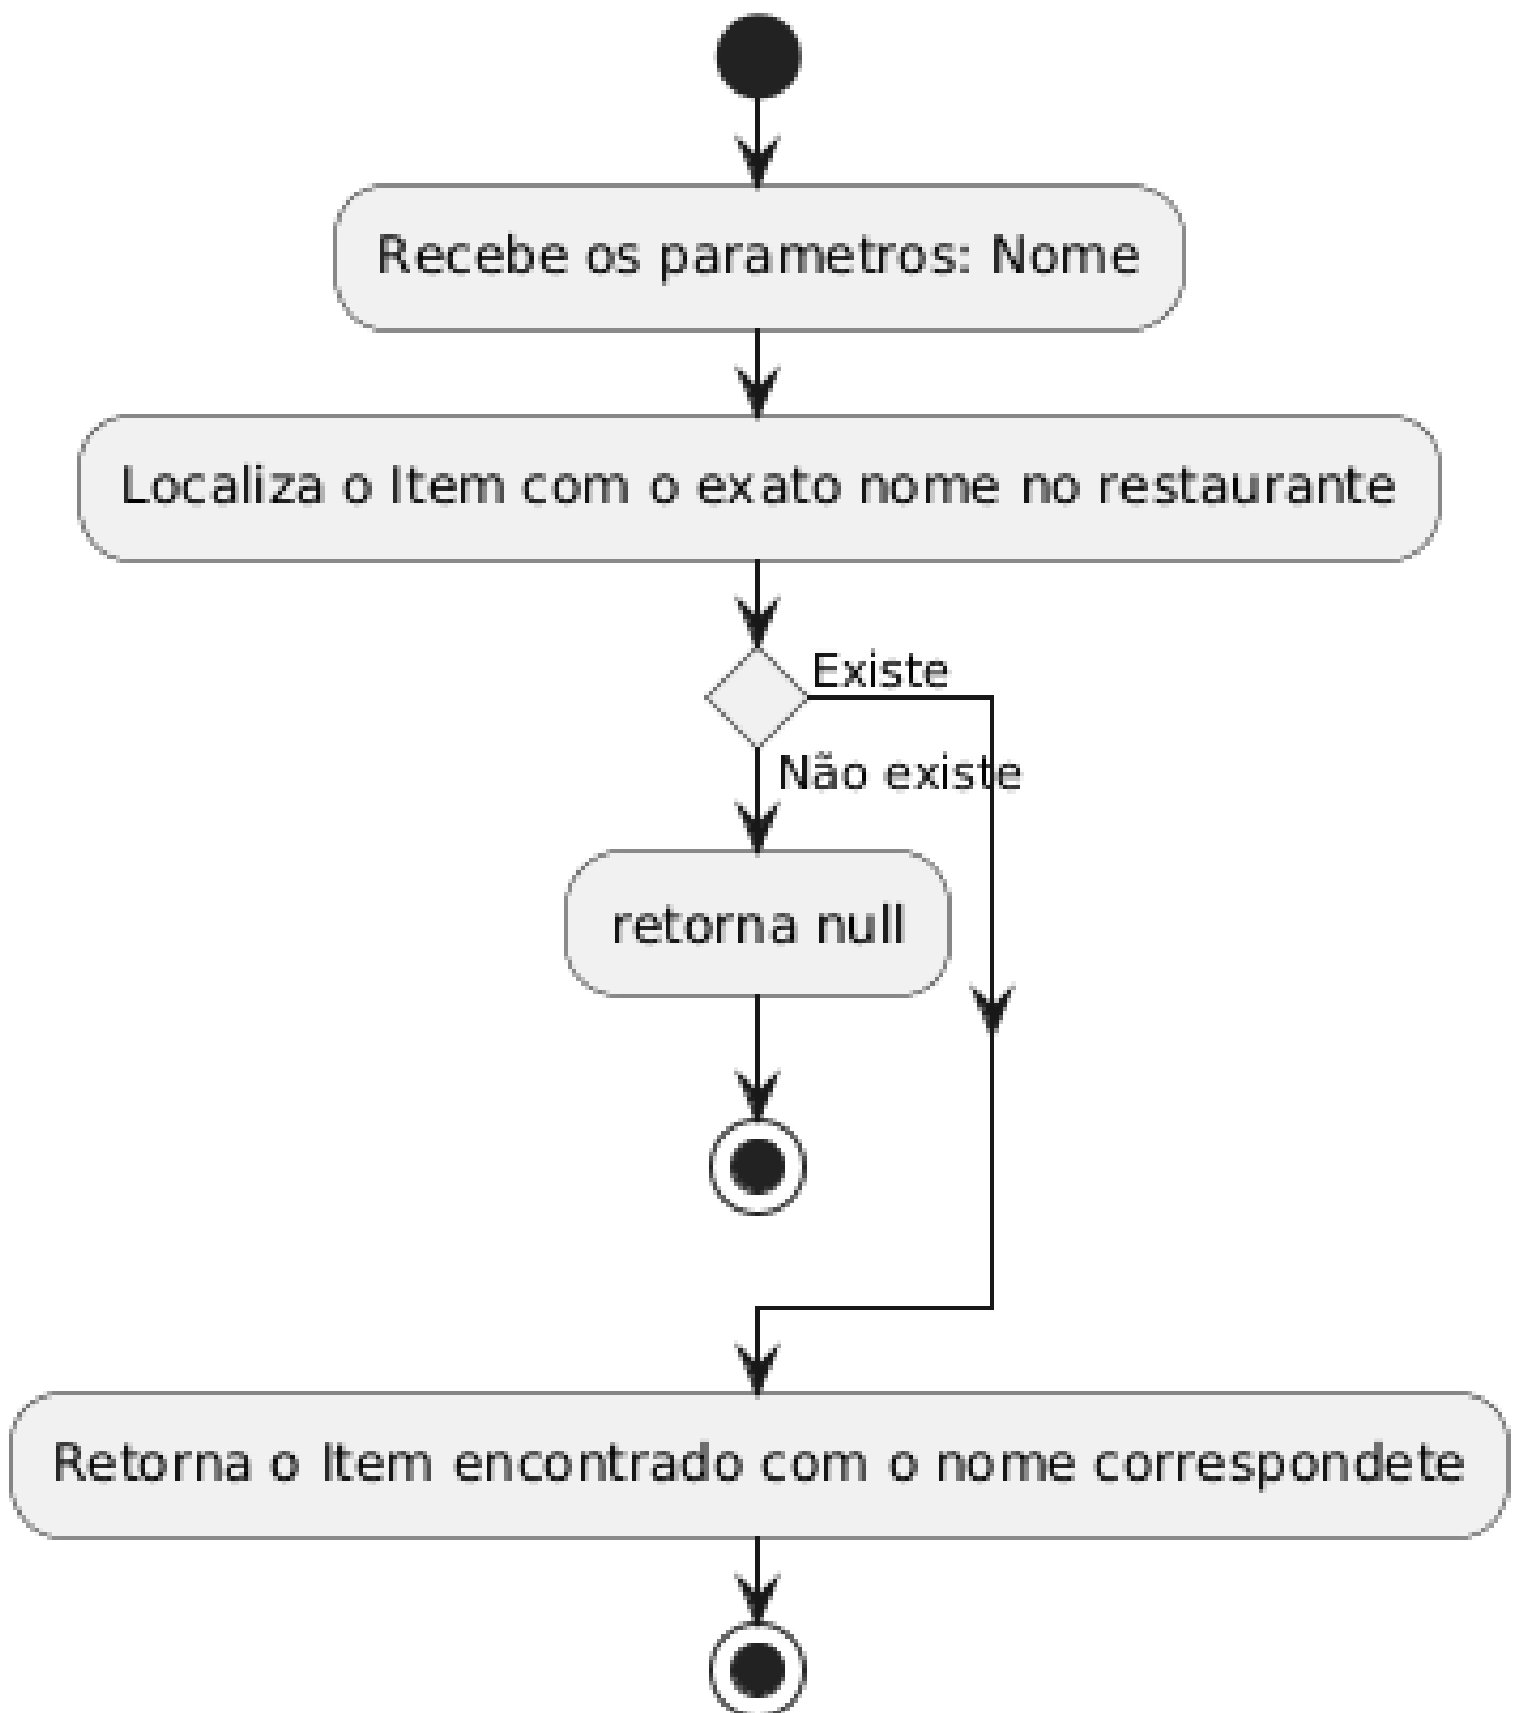 Recebe os parametros: Nome
Localiza o Item com o exato nome no restaurante
Existe
Não existe
retorna null
Retorna o Item encontrado com o nome correspondete